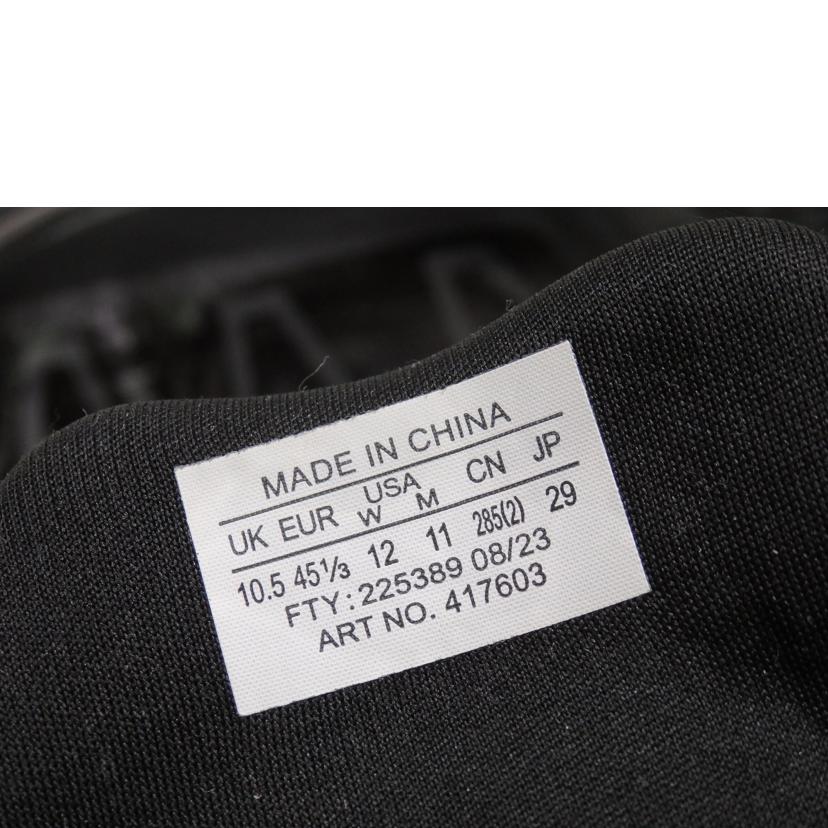 MADE IN CHINA
UK EUR USA CN JP
W M
10.5 45⅓ 12 11 285(2) 29
FTY: 225389 08/23
ART NO. 417603